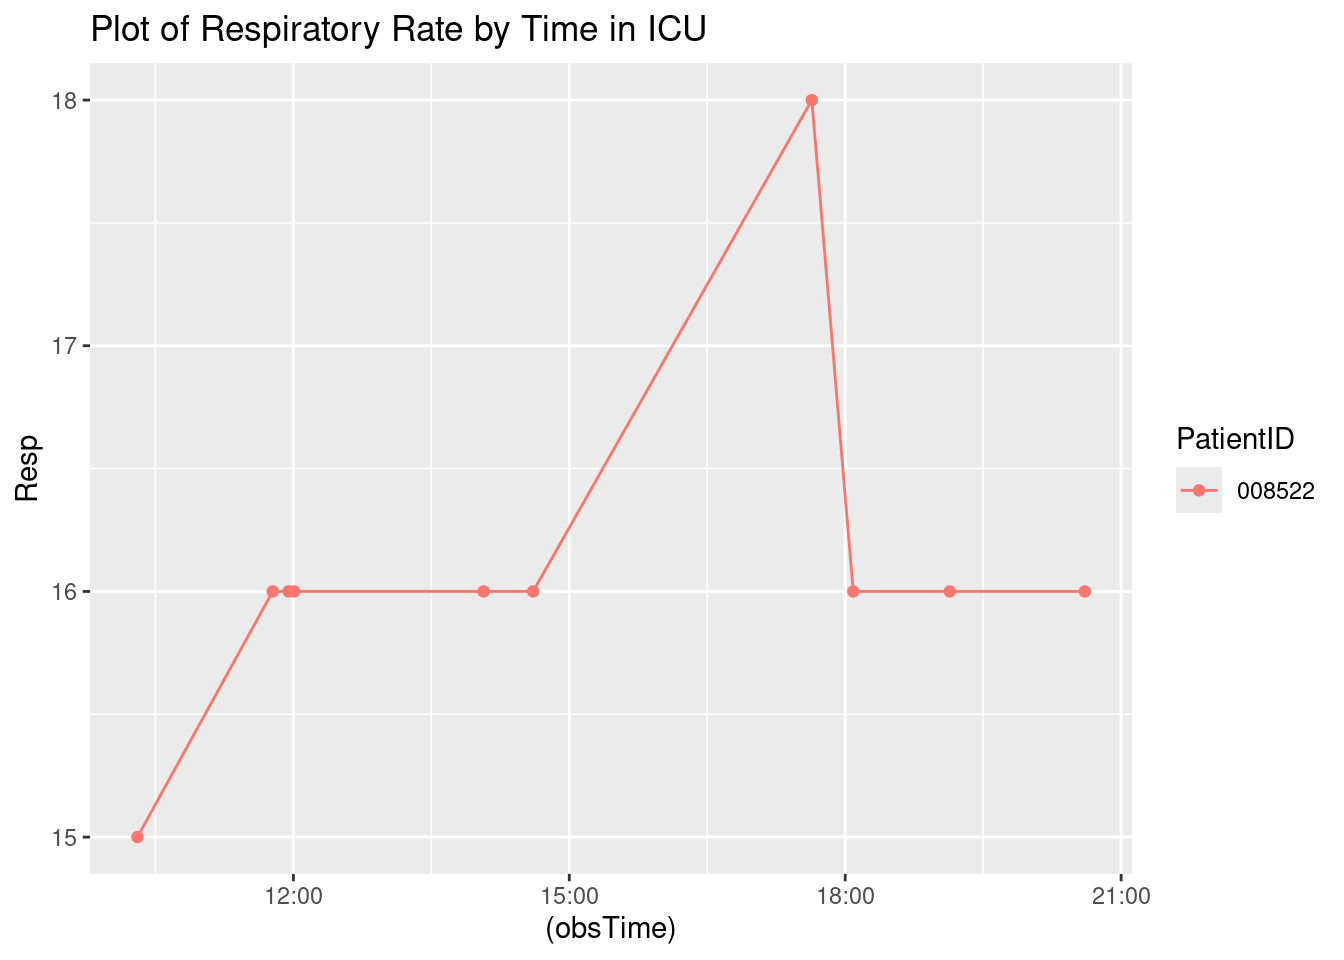 Plot of Respiratory Rate by Time in ICU
18
17
16
15
Resp
12:00
15:00
18:00
21:00
(obsTime)
PatientID
008522